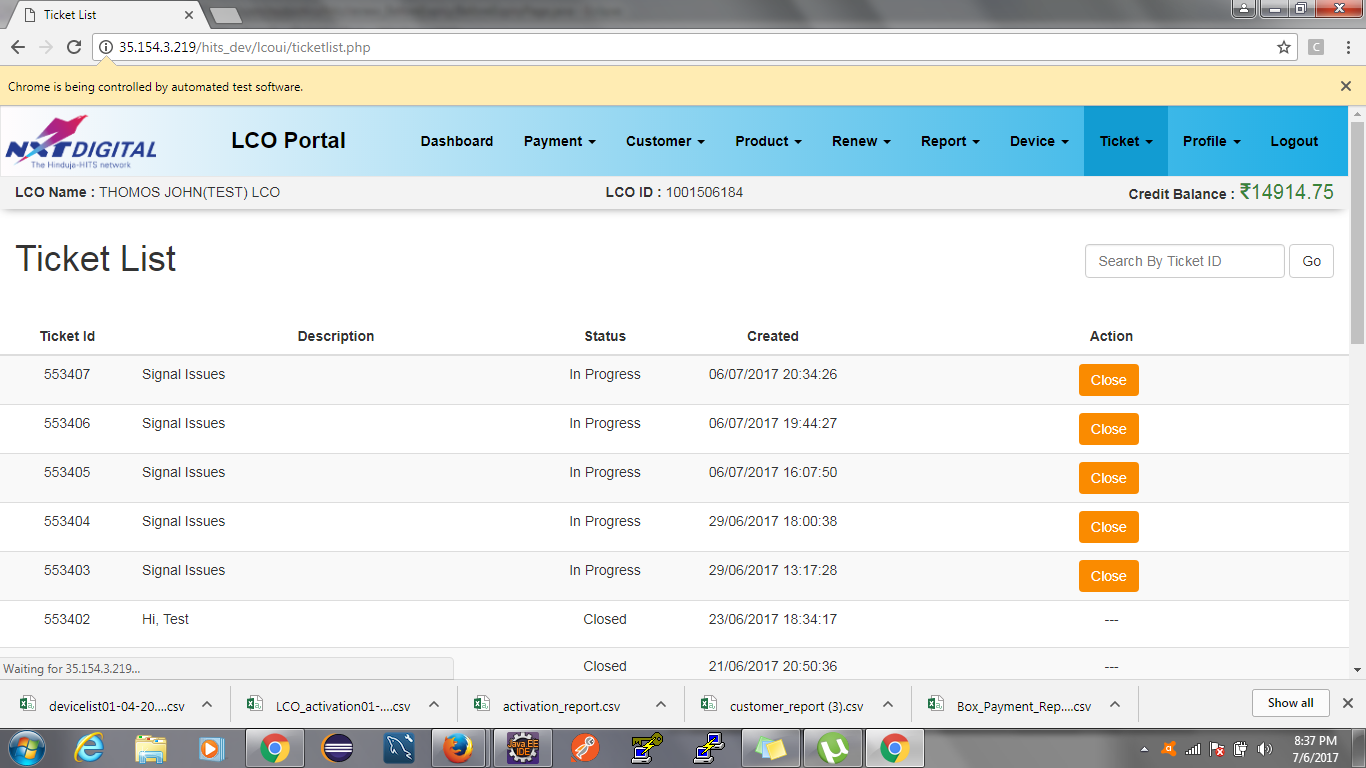 Ticket List
35.154.3.219/hits_dev/lcoui/ticketlist.php
C
Chrome is being controlled by automated test software.
NXT DIGITAL
The Hinduja-HITS network
LCO Portal
Dashboard Payment Customer Product Renew Report Device Ticket Profile Logout
LCO Name : THOMOS JOHN(TEST) LCO LCO ID : 1001506184 Credit Balance : ₹14914.75
Ticket List
Search By Ticket ID Go
Ticket Id Description Status Created Action
553407 Signal Issues In Progress 06/07/2017 20:34:26 Close
553406 Signal Issues In Progress 06/07/2017 19:44:27 Close
553405 Signal Issues In Progress 06/07/2017 16:07:50 Close
553404 Signal Issues In Progress 29/06/2017 18:00:38 Close
553403 Signal Issues In Progress 29/06/2017 13:17:28 Close
553402 Hi, Test Closed 23/06/2017 18:34:17 ---
Closed 21/06/2017 20:50:36 ---
Waiting for 35.154.3.219...
devicelist01-04-20....csv LCO_activation01-....csv activation_report.csv customer_report (3).csv Box_Payment_Rep....csv Show all
Java EE
IDE
8:37 PM
7/6/2017